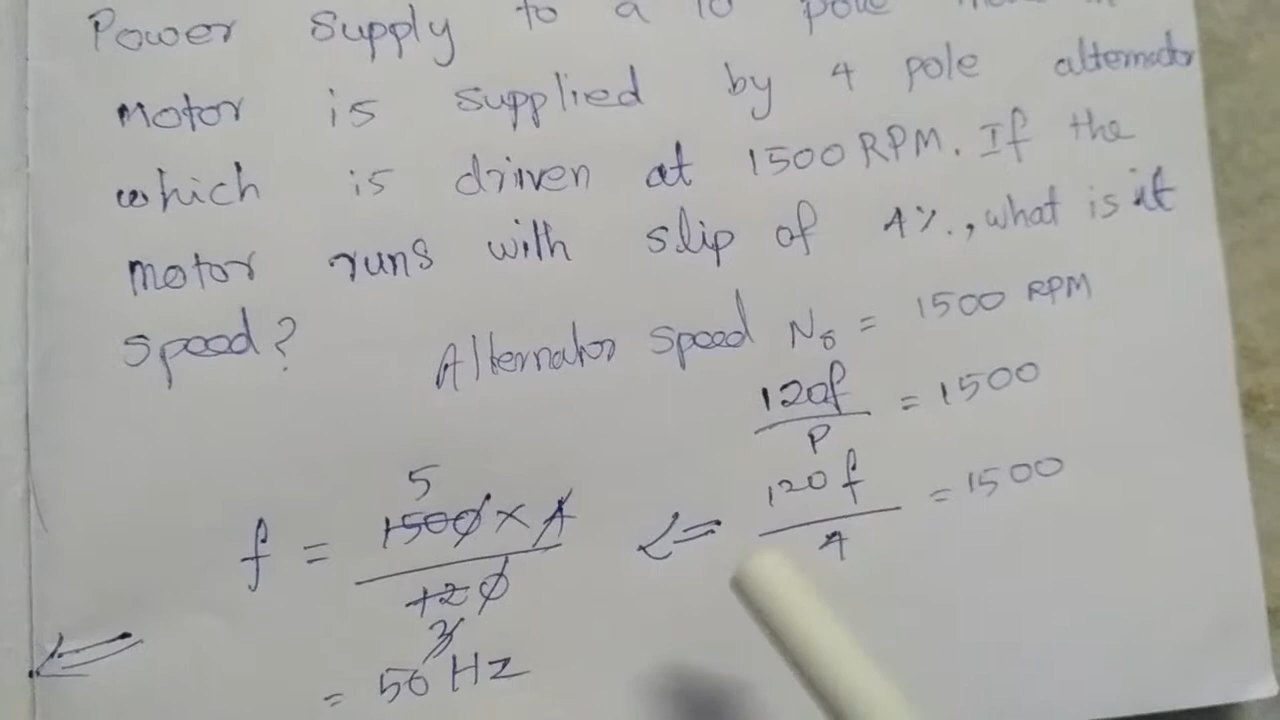 Power supply to a 10 pole
Motor is supplied by 4 pole alternator
which is driven at 1500 RPM. If the
motor runs with slip of 4%., what is it
speed?
Alternator speed Ns = 1500 RPM
120f/P = 1500
120f/4 = 1500
<=
f = 1500 x 4 / 120
5
3
= 50 Hz
<=